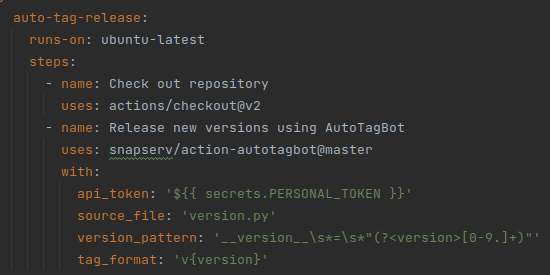 auto-tag-release:
runs-on: ubuntu-latest
steps:
- name: Check out repository
uses: actions/checkout@v2
- name: Release new versions using AutoTagBot
uses: snapserv/action-autotagbot@master
with:
api_token: '${{ secrets.PERSONAL_TOKEN }}'
source_file: 'version.py'
version_pattern: '__version__\s*=\s*"(?<version>[0-9.]+)"'
tag_format: 'v{version}'